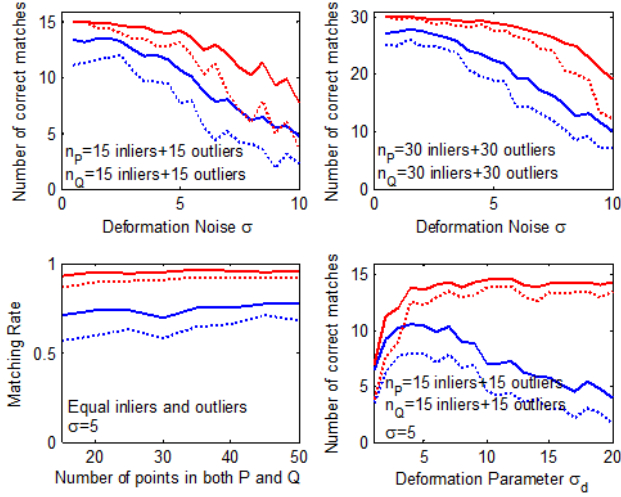 Number of correct matches
15
10
5
0
n_P=15 inliers+15 outliers
n_Q=15 inliers+15 outliers
0
5
10
Deformation Noise σ
Number of correct matches
30
20
10
0
n_P=30 inliers+30 outliers
n_Q=30 inliers+30 outliers
0
5
10
Deformation Noise σ
Matching Rate
1
0.5
0
Equal inliers and outliers
σ=5
20
30
40
50
Number of points in both P and Q
Number of correct matches
15
10
5
0
n_P=15 inliers+15 outliers
n_Q=15 inliers+15 outliers
σ=5
5
10
15
20
Deformation Parameter σ_d